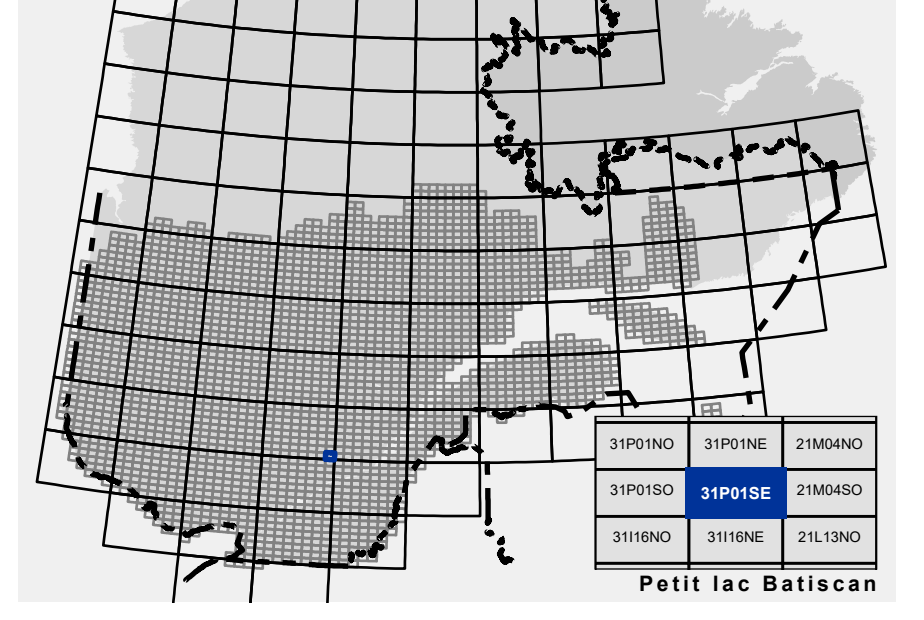 31P01NO 31P01NE 21M04NO
31P01SO 31P01SE 21M04SO
31I16NO 31I16NE 21L13NO
Petit lac Batiscan